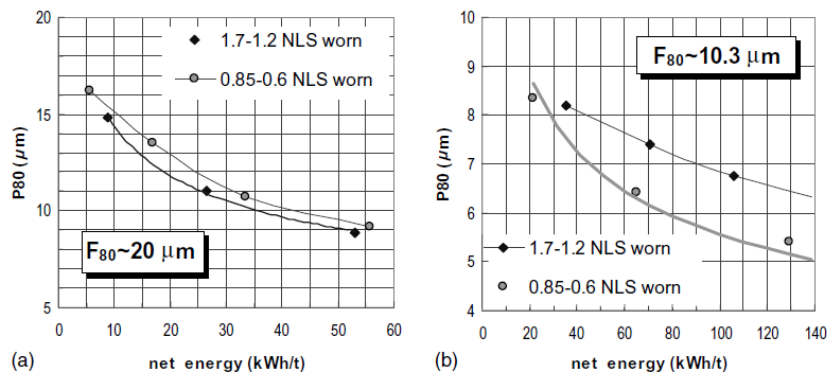 20
15
10
5
P80 (μm)
1.7-1.2 NLS worn
0.85-0.6 NLS worn
F80~20 μm
0 10 20 30 40 50 60
(a) net energy (kWh/t)
10
9
8
7
6
5
4
P80 (μm)
F80~10.3 μm
1.7-1.2 NLS worn
0.85-0.6 NLS worn
0 20 40 60 80 100 120 140
(b) net energy (kWh/t)